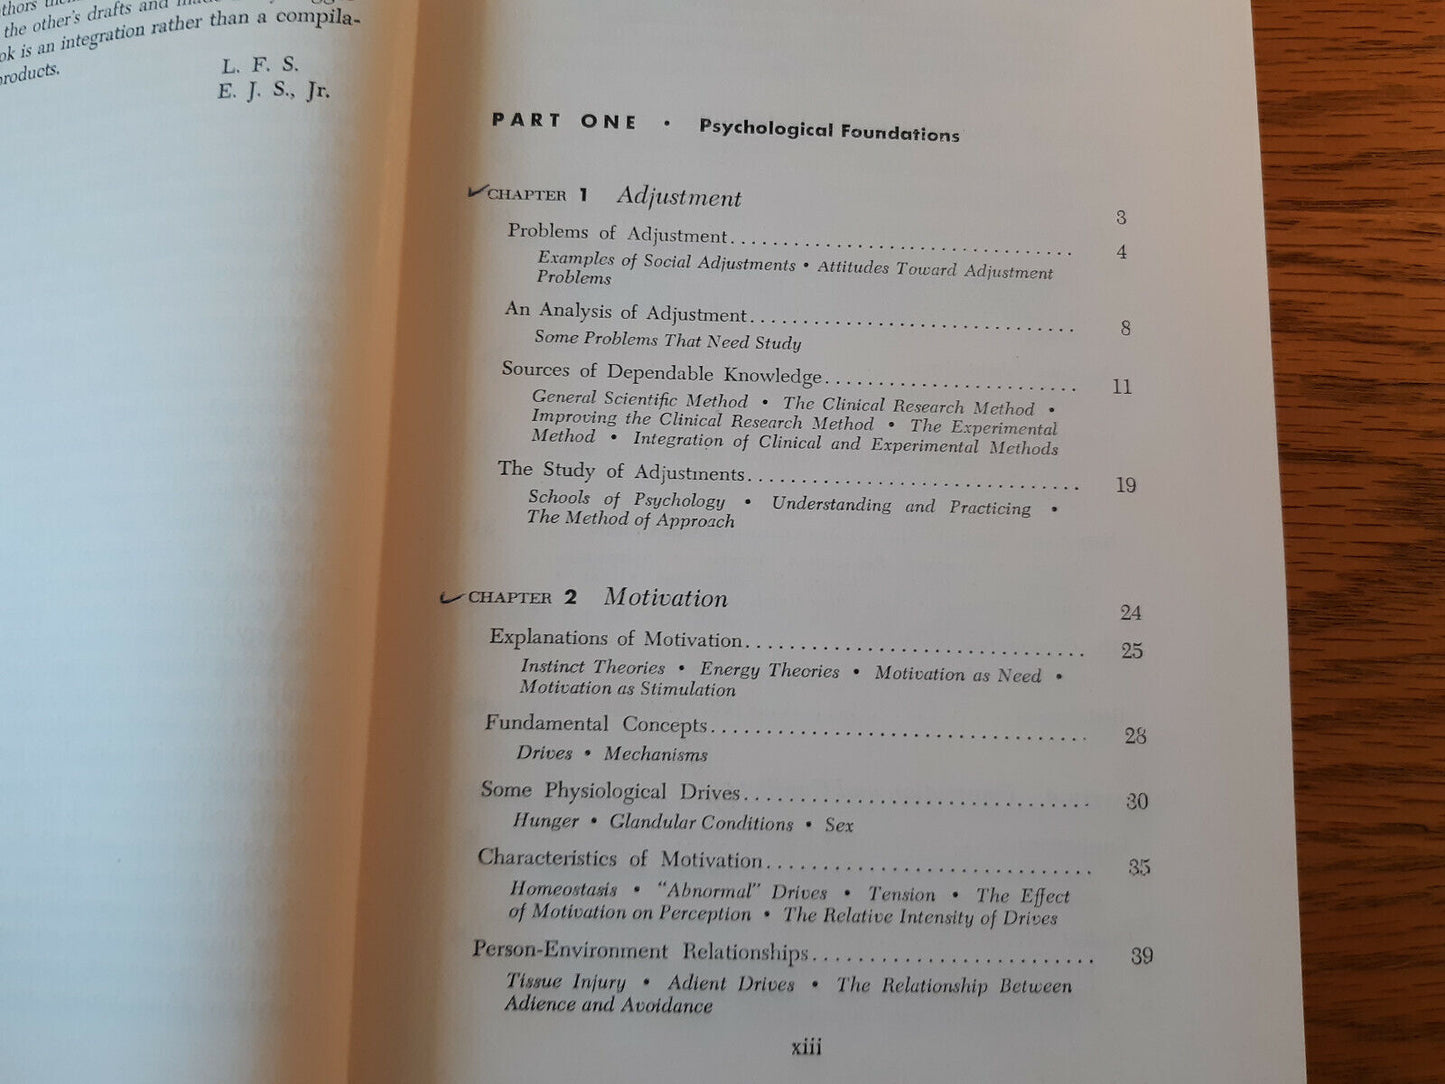 the other's drafts and
ok is an integration rather than a compila-
products.
L. F. S.
E. J. S., Jr.
PART ONE • Psychological Foundations
CHAPTER 1 Adjustment 3
Problems of Adjustment 4
Examples of Social Adjustments • Attitudes Toward Adjustment
Problems
An Analysis of Adjustment 8
Some Problems That Need Study
Sources of Dependable Knowledge 11
General Scientific Method • The Clinical Research Method •
Improving the Clinical Research Method • The Experimental
Method • Integration of Clinical and Experimental Methods
The Study of Adjustments 19
Schools of Psychology • Understanding and Practicing •
The Method of Approach
CHAPTER 2 Motivation 24
Explanations of Motivation 25
Instinct Theories • Energy Theories • Motivation as Need •
Motivation as Stimulation
Fundamental Concepts 28
Drives • Mechanisms
Some Physiological Drives 30
Hunger • Glandular Conditions • Sex
Characteristics of Motivation 35
Homeostasis • "Abnormal" Drives • Tension • The Effect
of Motivation on Perception • The Relative Intensity of Drives
Person-Environment Relationships 39
Tissue Injury • Adient Drives • The Relationship Between
Adience and Avoidance
xiii